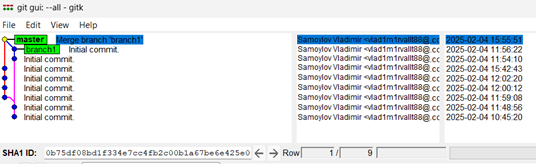 git gui: --all - gitk
File Edit View Help
master Merge branch 'branch1' Samoylov Vladimir <vlad1m1rvallt88@.cc 2025-02-04 15:55:51
branch1 Initial commit. Samoylov Vladimir <vlad1m1rvallt88@.cc 2025-02-04 11:56:22
Initial commit. Samoylov Vladimir <vlad1m1rvallt88@.cc 2025-02-04 11:54:10
Initial commit. Samoylov Vladimir <vlad1m1rvallt88@.cc 2025-02-04 15:42:43
Initial commit. Samoylov Vladimir <vlad1m1rvallt88@.cc 2025-02-04 12:02:20
Initial commit. Samoylov Vladimir <vlad1m1rvallt88@.cc 2025-02-04 12:00:12
Initial commit. Samoylov Vladimir <vlad1m1rvallt88@.cc 2025-02-04 11:59:08
Initial commit. Samoylov Vladimir <vlad1m1rvallt88@.cc 2025-02-04 11:48:56
Initial commit. Samoylov Vladimir <vlad1m1rvallt88@.cc 2025-02-04 10:45:20
SHA1 ID: 0b75df08bd1f334e7cc4fb2c00b1a67be6e425e0 Row 1 / 9